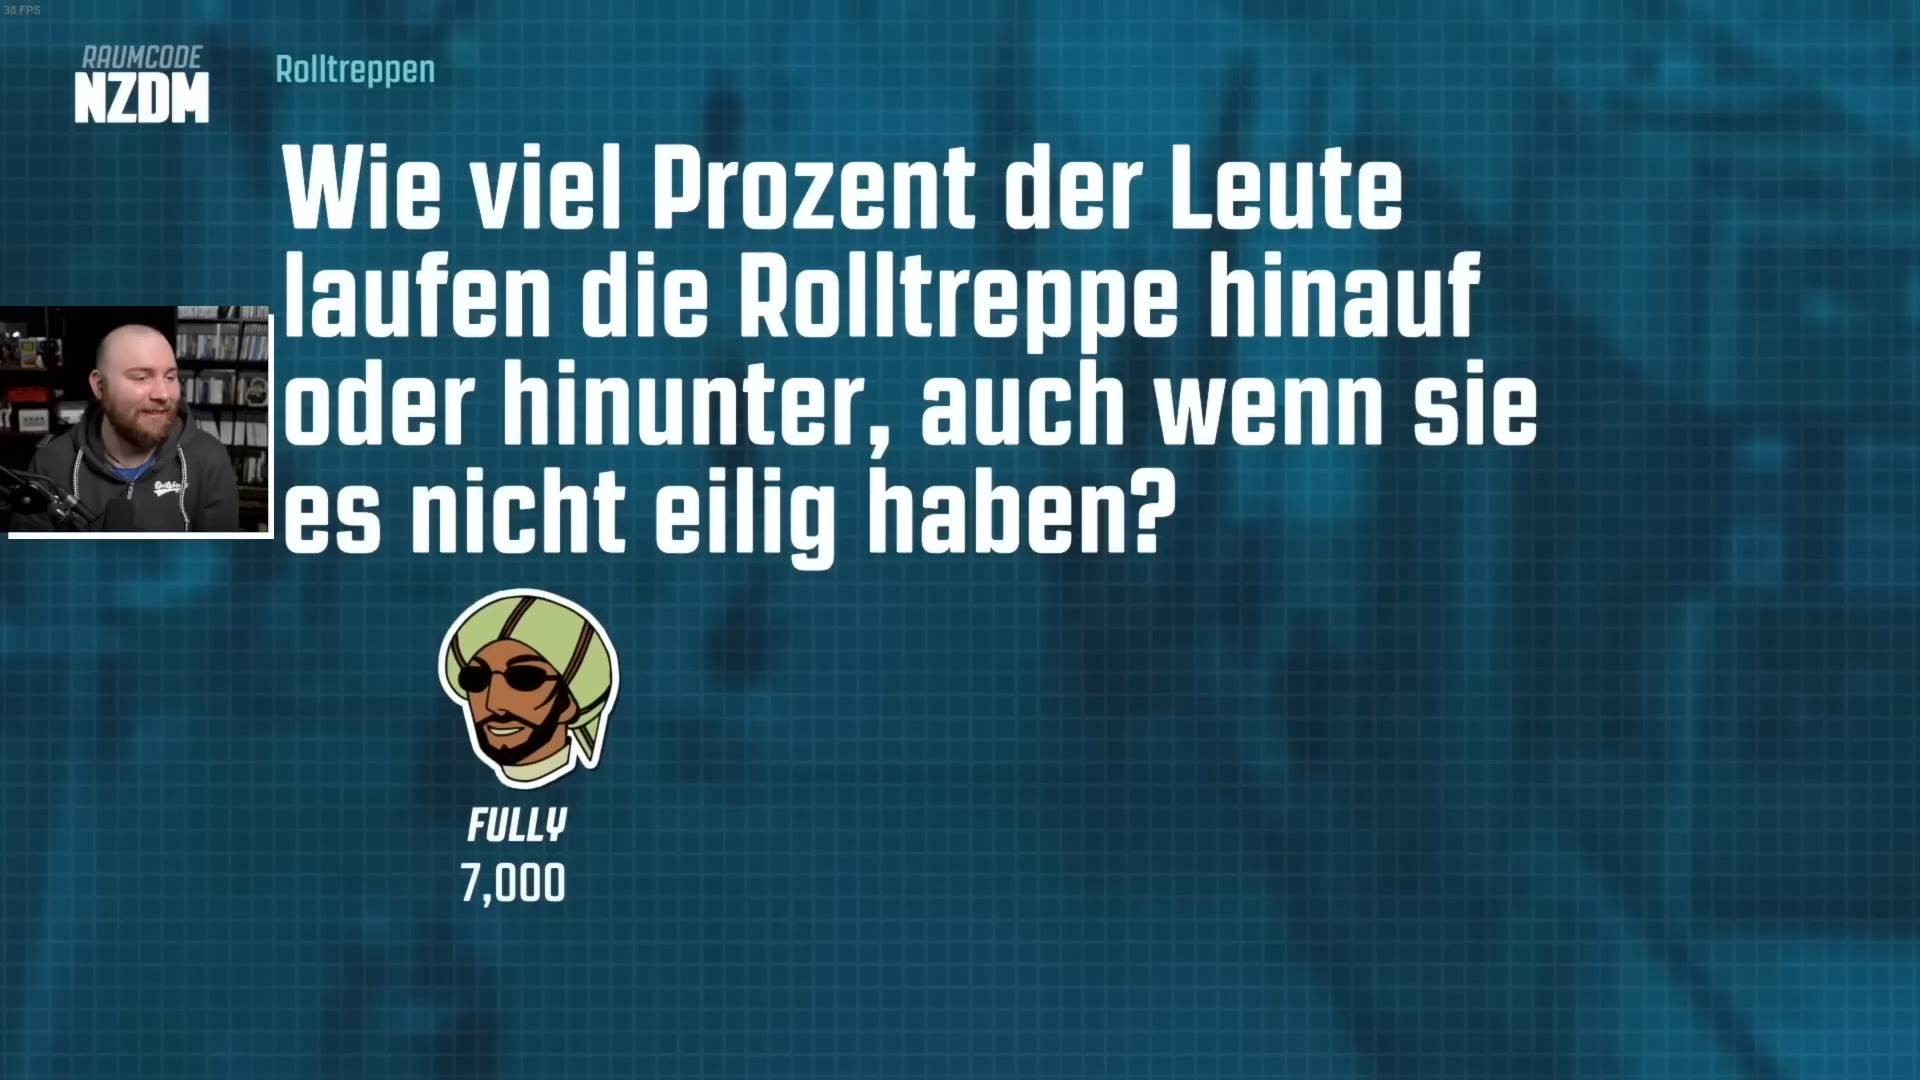 38 FPS
RAUMCODE
NZDM
Rolltreppen
Wie viel Prozent der Leute
laufen die Rolltreppe hinauf
oder hinunter, auch wenn sie
es nicht eilig haben?
FULLY
7,000